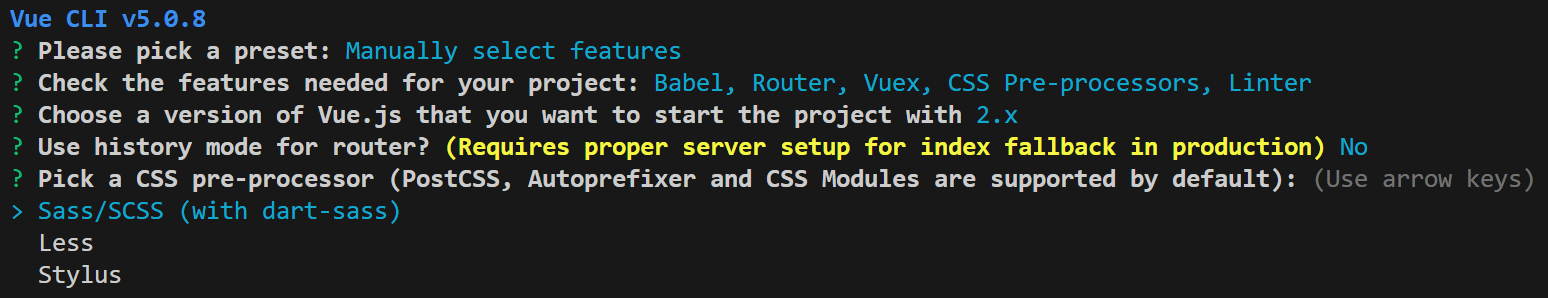 Vue CLI v5.0.8
? Please pick a preset: Manually select features
? Check the features needed for your project: Babel, Router, Vuex, CSS Pre-processors, Linter
? Choose a version of Vue.js that you want to start the project with 2.x
? Use history mode for router? (Requires proper server setup for index fallback in production) No
? Pick a CSS pre-processor (PostCSS, Autoprefixer and CSS Modules are supported by default): (Use arrow keys)
> Sass/SCSS (with dart-sass)
Less
Stylus